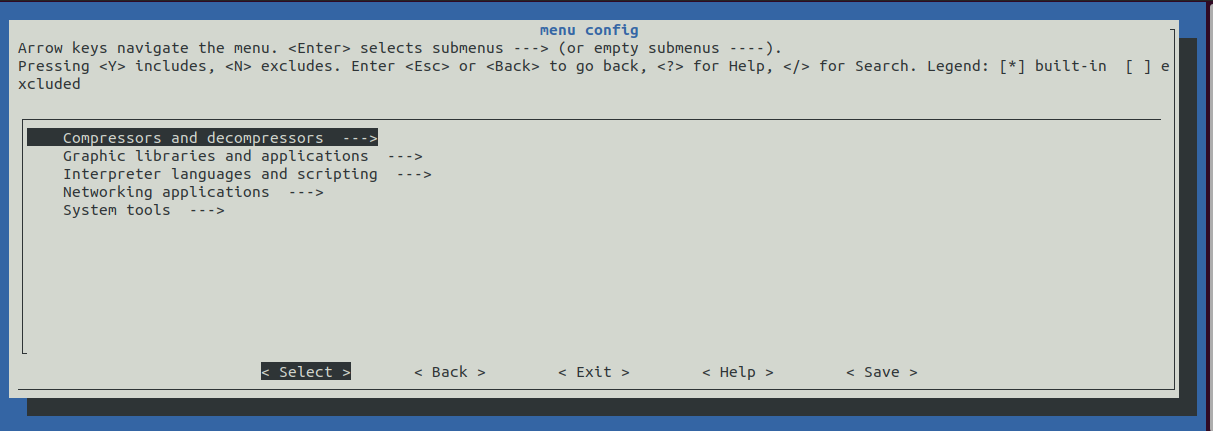 menu config
Arrow keys navigate the menu. <Enter> selects submenus ---> (or empty submenus ----).
Pressing <Y> includes, <N> excludes. Enter <Esc> or <Back> to go back, <?> for Help, </> for Search. Legend: [*] built-in  [ ] e
xcluded
Compressors and decompressors  --->
Graphic libraries and applications  --->
Interpreter languages and scripting  --->
Networking applications  --->
System tools  --->
< Select >  < Back >  < Exit >  < Help >  < Save >